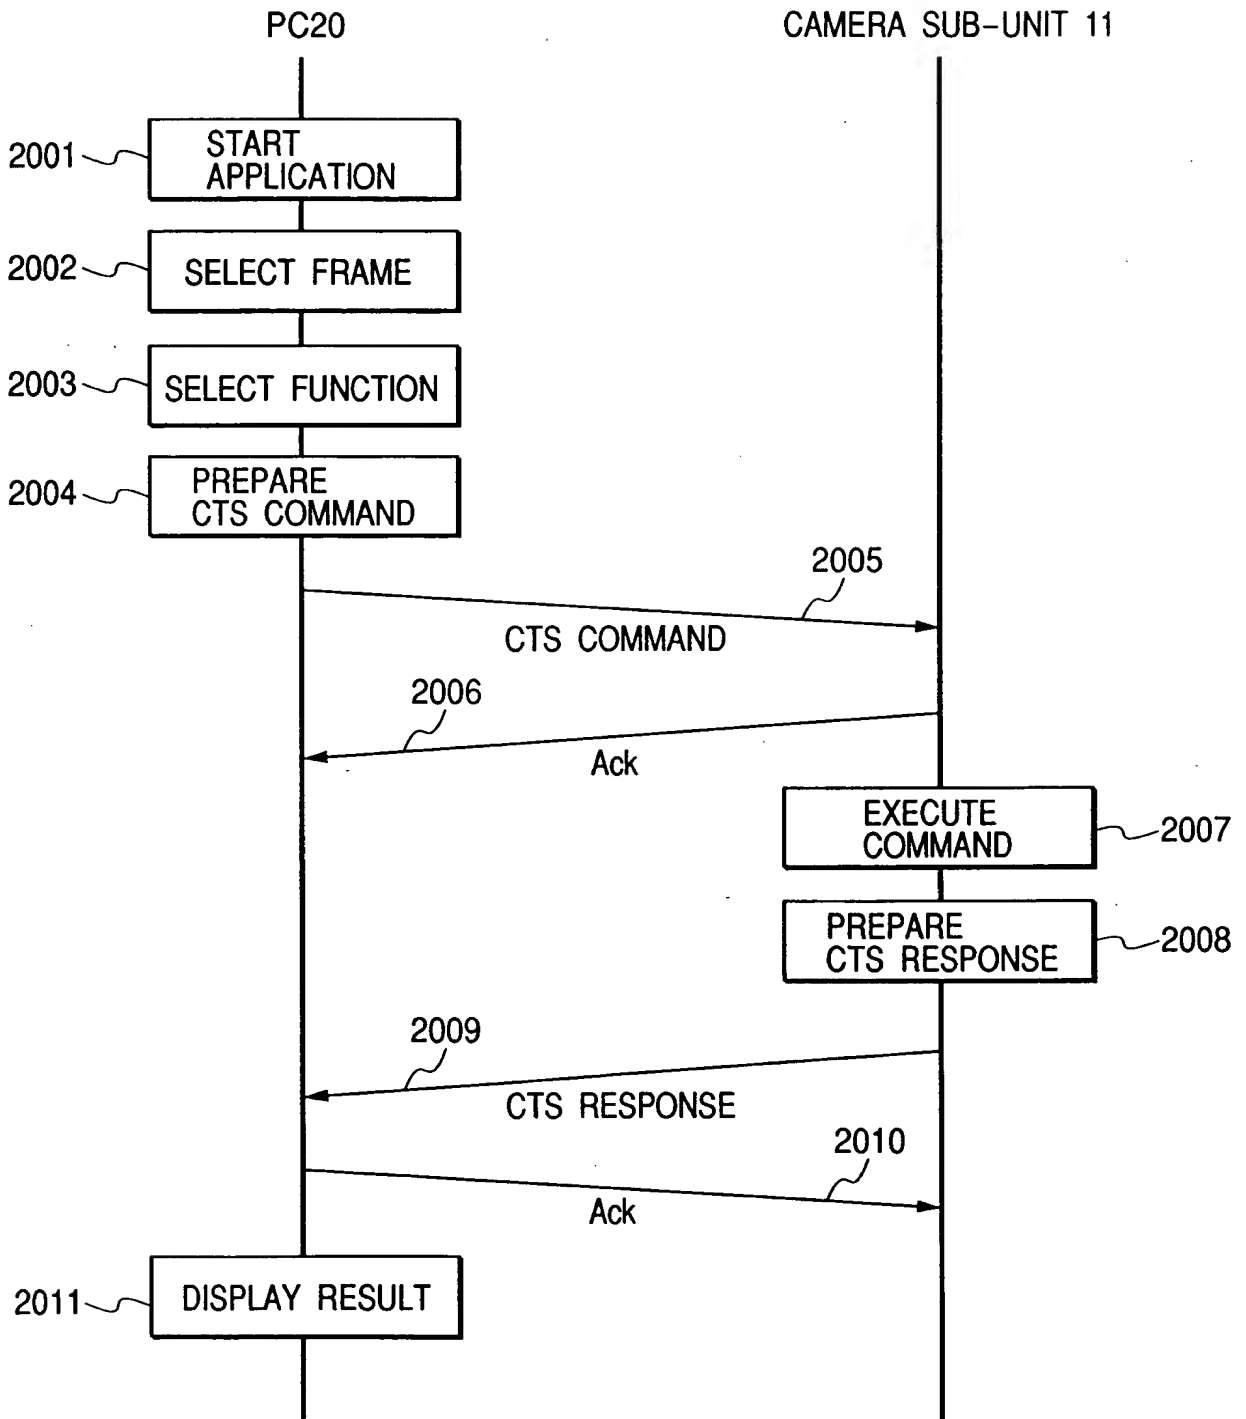 PC20
CAMERA SUB-UNIT 11
2001
START
APPLICATION
2002
SELECT FRAME
2003
SELECT FUNCTION
2004
PREPARE
CTS COMMAND
2005
CTS COMMAND
2006
Ack
EXECUTE
COMMAND
2007
PREPARE
CTS RESPONSE
2008
2009
CTS RESPONSE
2010
Ack
2011
DISPLAY RESULT